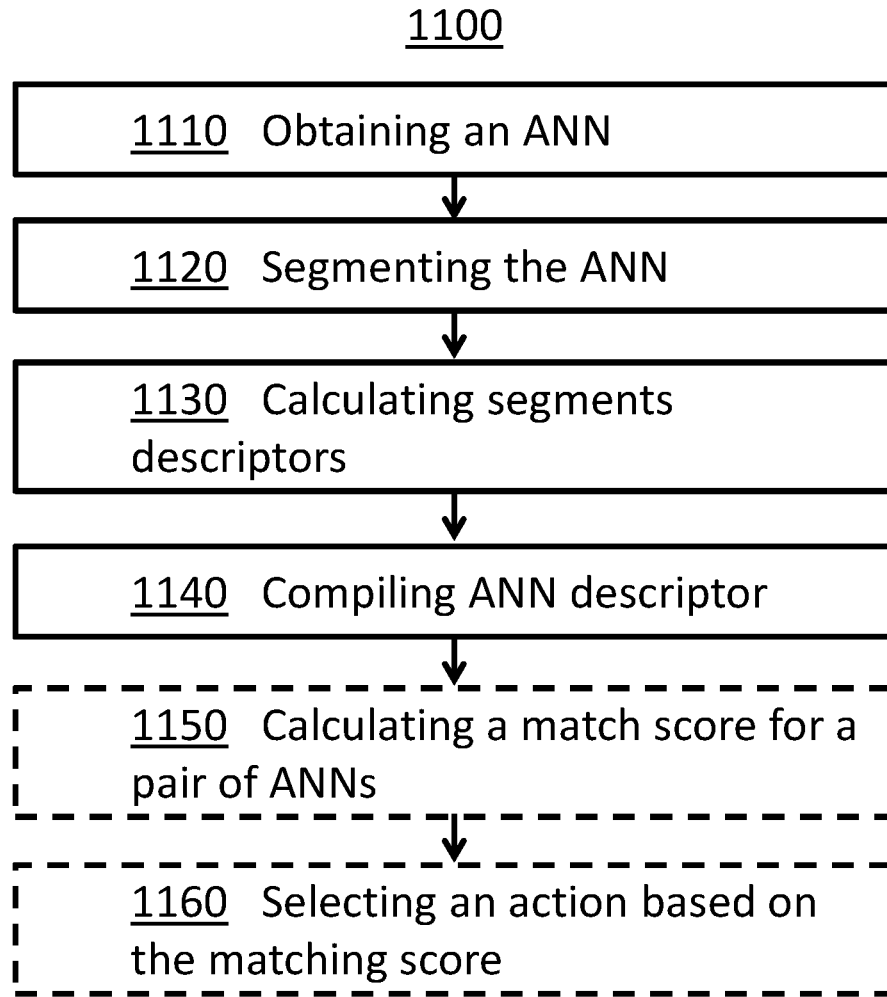 1100
1110 Obtaining an ANN
1120 Segmenting the ANN
1130 Calculating segments
descriptors
1140 Compiling ANN descriptor
1150 Calculating a match score for a
pair of ANNs
1160 Selecting an action based on
the matching score